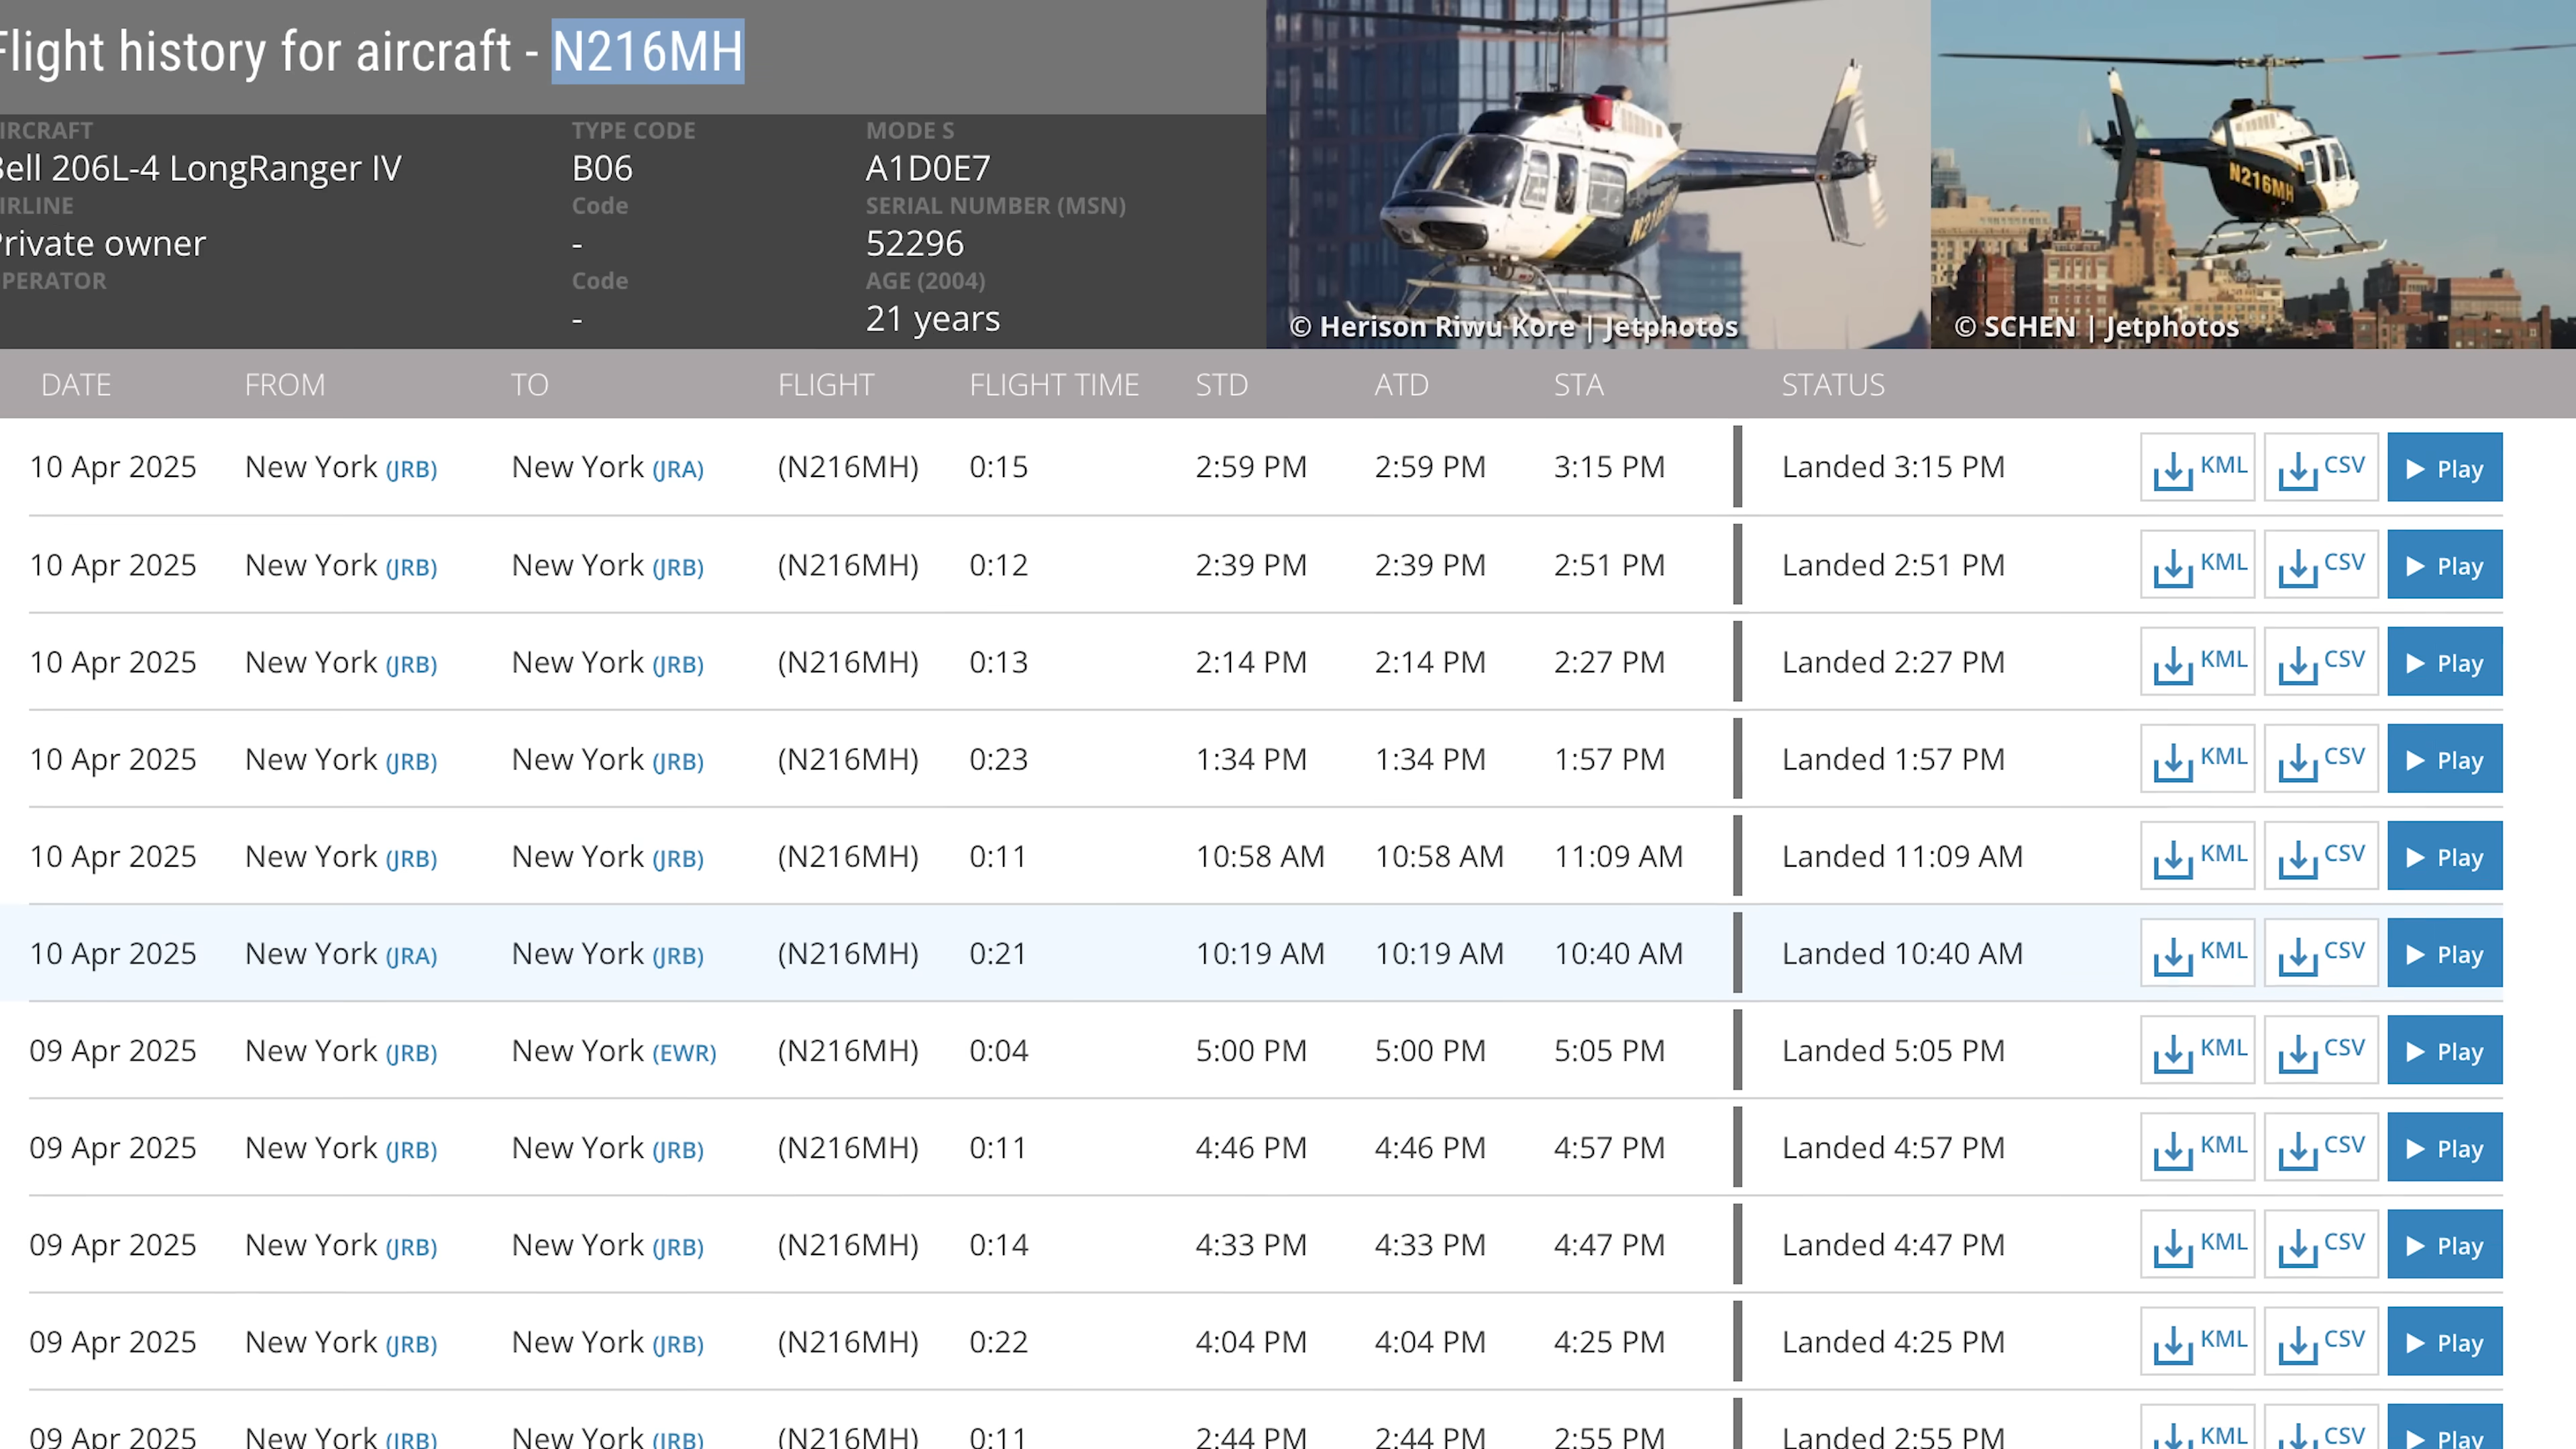 Flight history for aircraft - N216MH
AIRCRAFT TYPE CODE MODE S
Bell 206L-4 LongRanger IV B06 A1D0E7
AIRLINE Code SERIAL NUMBER (MSN)
Private owner - 52296
OPERATOR Code AGE (2004)
- 21 years
N216MH
N216MH
© Herison Riwu Kore | Jetphotos
© SCHEN | Jetphotos
DATE FROM TO FLIGHT FLIGHT TIME STD ATD STA STATUS
10 Apr 2025 New York (JRB) New York (JRA) (N216MH) 0:15 2:59 PM 2:59 PM 3:15 PM Landed 3:15 PM KML CSV Play
10 Apr 2025 New York (JRB) New York (JRB) (N216MH) 0:12 2:39 PM 2:39 PM 2:51 PM Landed 2:51 PM KML CSV Play
10 Apr 2025 New York (JRB) New York (JRB) (N216MH) 0:13 2:14 PM 2:14 PM 2:27 PM Landed 2:27 PM KML CSV Play
10 Apr 2025 New York (JRB) New York (JRB) (N216MH) 0:23 1:34 PM 1:34 PM 1:57 PM Landed 1:57 PM KML CSV Play
10 Apr 2025 New York (JRB) New York (JRB) (N216MH) 0:11 10:58 AM 10:58 AM 11:09 AM Landed 11:09 AM KML CSV Play
10 Apr 2025 New York (JRA) New York (JRB) (N216MH) 0:21 10:19 AM 10:19 AM 10:40 AM Landed 10:40 AM KML CSV Play
09 Apr 2025 New York (JRB) New York (EWR) (N216MH) 0:04 5:00 PM 5:00 PM 5:05 PM Landed 5:05 PM KML CSV Play
09 Apr 2025 New York (JRB) New York (JRB) (N216MH) 0:11 4:46 PM 4:46 PM 4:57 PM Landed 4:57 PM KML CSV Play
09 Apr 2025 New York (JRB) New York (JRB) (N216MH) 0:14 4:33 PM 4:33 PM 4:47 PM Landed 4:47 PM KML CSV Play
09 Apr 2025 New York (JRB) New York (JRB) (N216MH) 0:22 4:04 PM 4:04 PM 4:25 PM Landed 4:25 PM KML CSV Play
09 Apr 2025 New York (JRB) New York (JRB) (N216MH) 0:11 2:44 PM 2:44 PM 2:55 PM Landed 2:55 PM KML CSV Play